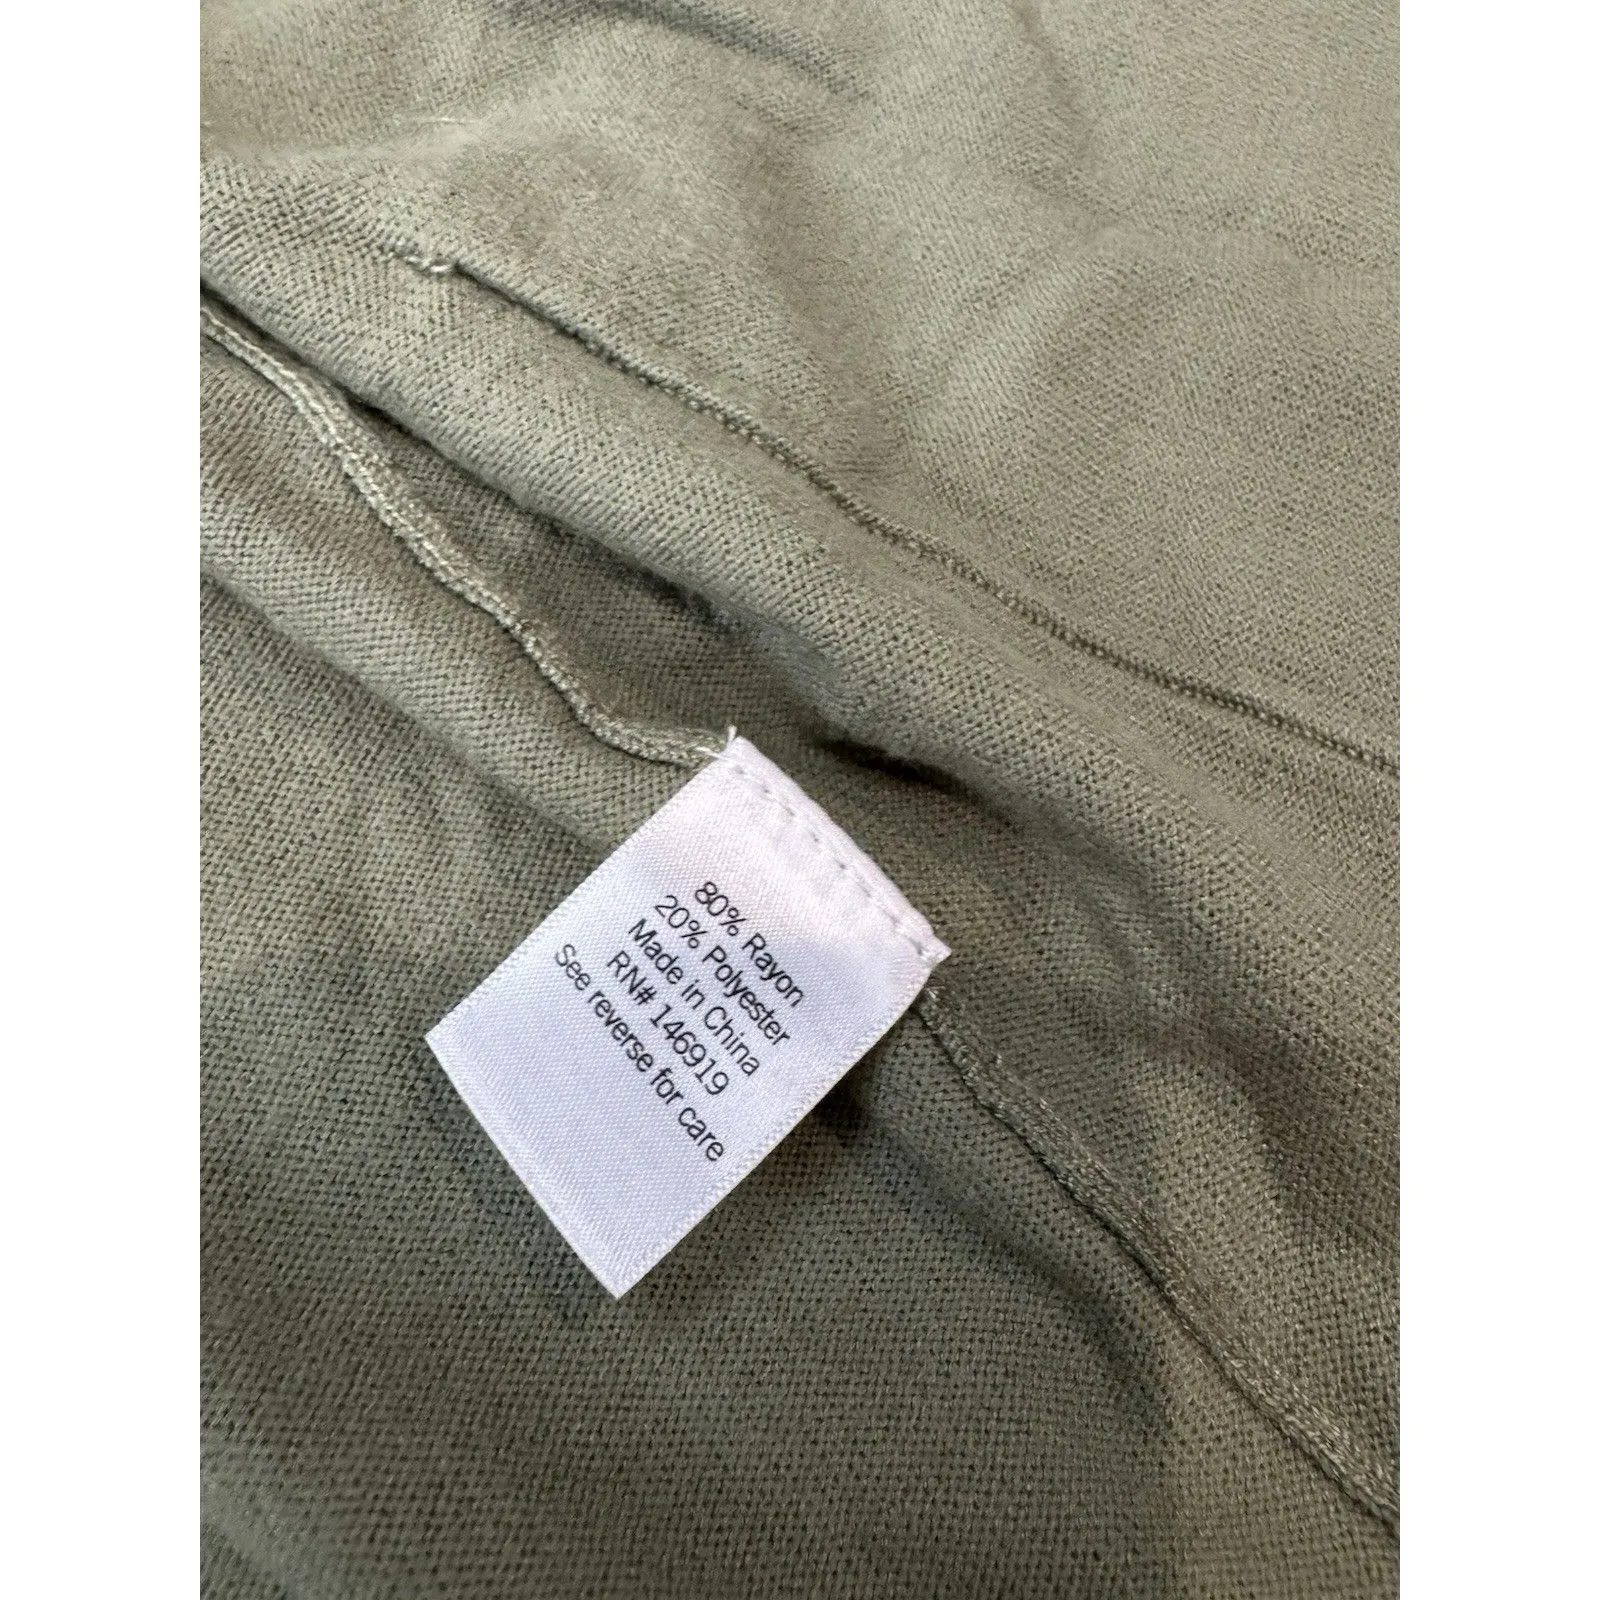 80% Rayon
20% Polyester
Made in China
RN# 146919
See reverse for care